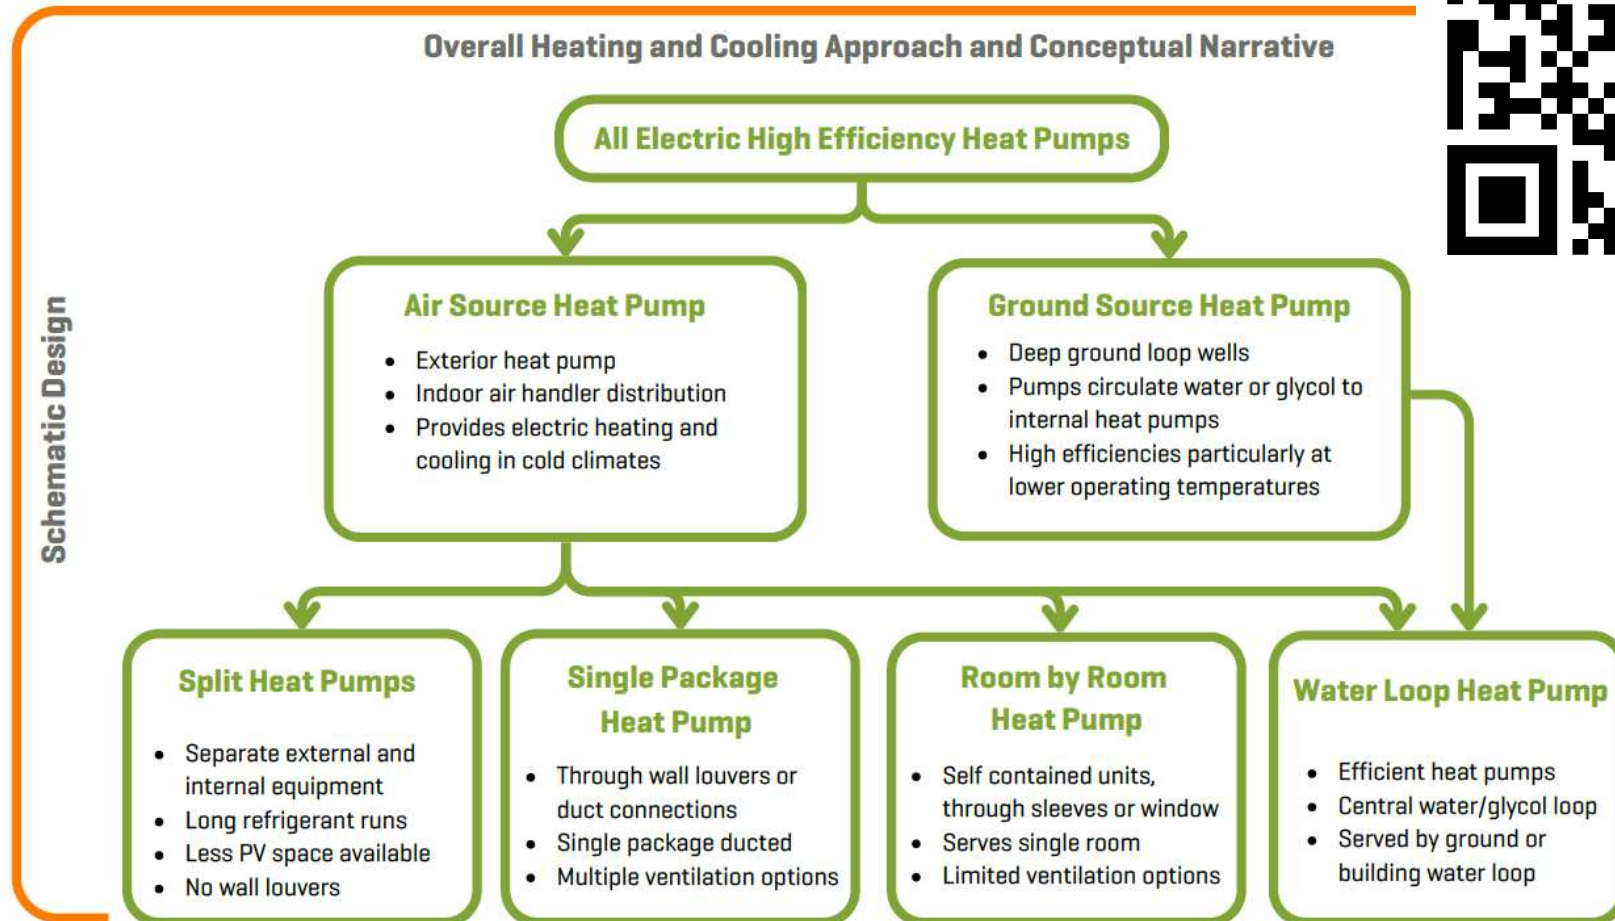 Overall Heating and Cooling Approach and Conceptual Narrative
Schematic Design
All Electric High Efficiency Heat Pumps
Air Source Heat Pump
• Exterior heat pump
• Indoor air handler distribution
• Provides electric heating and
cooling in cold climates
Ground Source Heat Pump
• Deep ground loop wells
• Pumps circulate water or glycol to
internal heat pumps
• High efficiencies particularly at
lower operating temperatures
Split Heat Pumps
• Separate external and
internal equipment
• Long refrigerant runs
• Less PV space available
• No wall louvers
Single Package
Heat Pump
• Through wall louvers or
duct connections
• Single package ducted
• Multiple ventilation options
Room by Room
Heat Pump
• Self contained units,
through sleeves or window
• Serves single room
• Limited ventilation options
Water Loop Heat Pump
• Efficient heat pumps
• Central water/glycol loop
• Served by ground or
building water loop